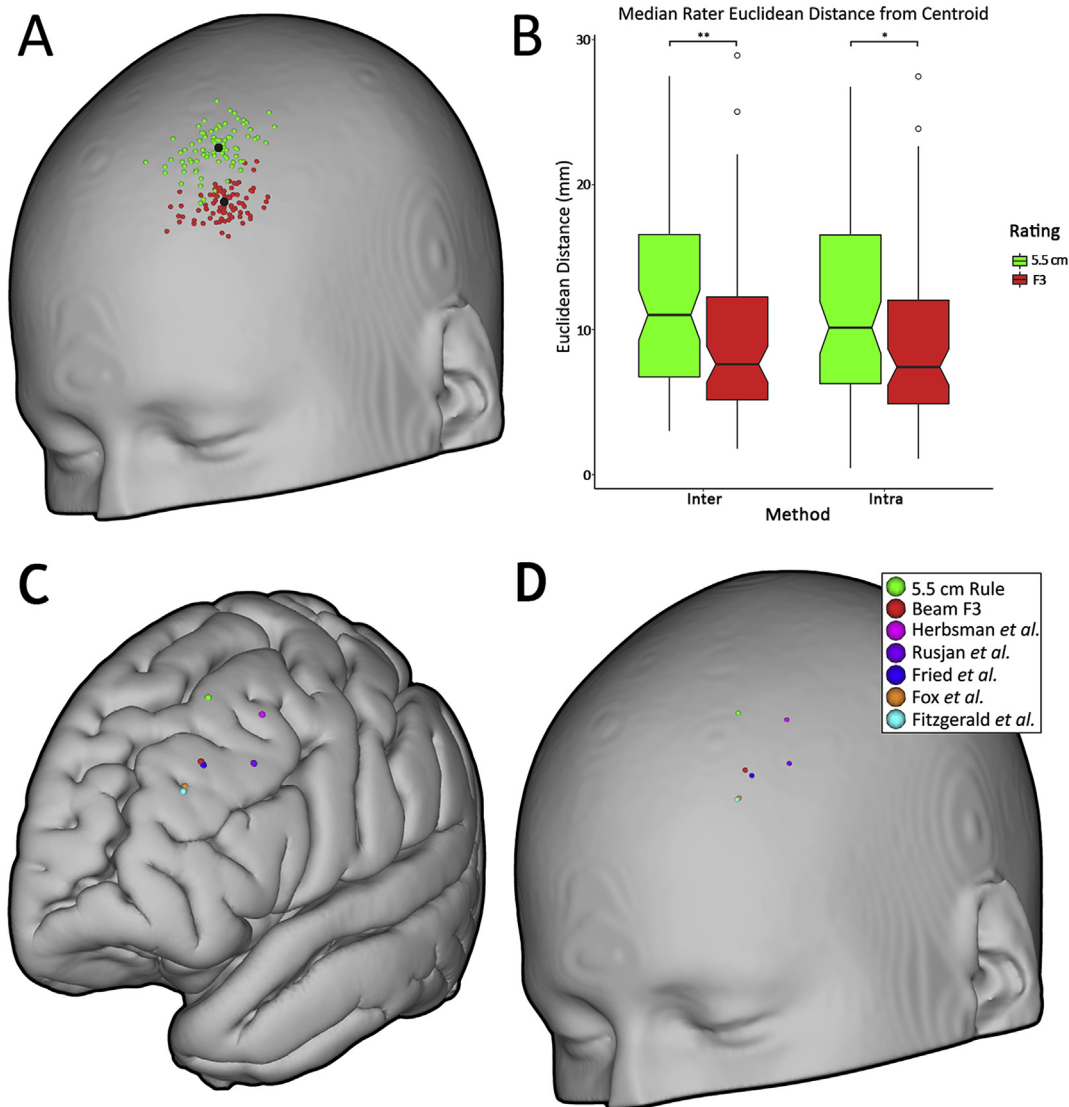 A
B
Median Rater Euclidean Distance from Centroid
30
**
*
20
10
0
Euclidean Distance (mm)
Inter
Intra
Method
Rating
5.5 cm
F3
C
D
5.5 cm Rule
Beam F3
Herbsman et al.
Rusjan et al.
Fried et al.
Fox et al.
Fitzgerald et al.